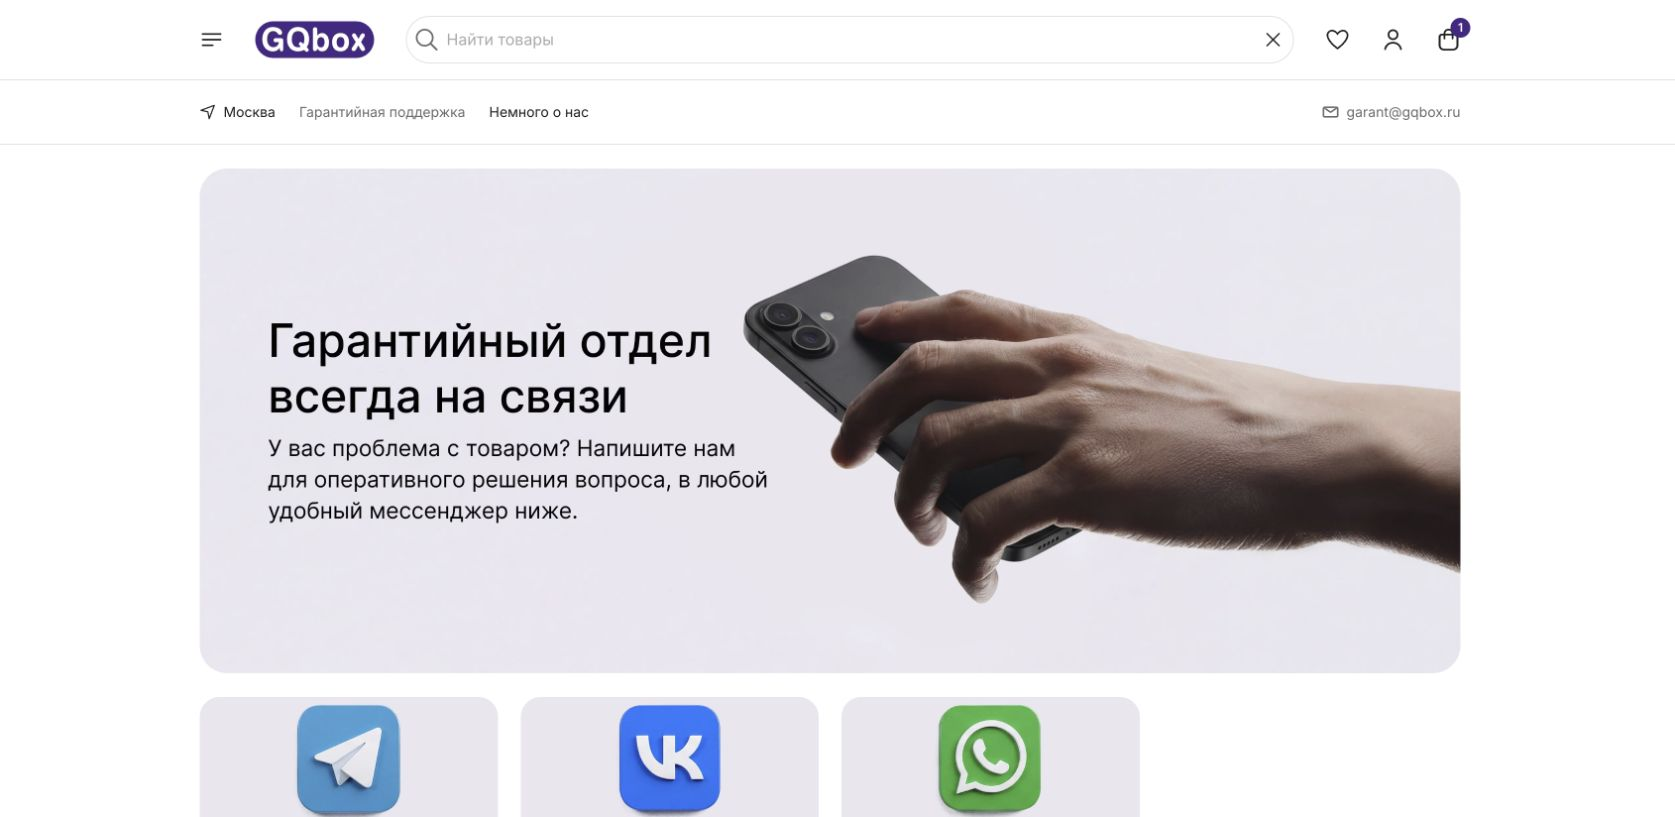 GQbox
Найти товары
1
Москва
Гарантийная поддержка
Немного о нас
garant@gqbox.ru
Гарантийный отдел
всегда на связи
У вас проблема с товаром? Напишите нам
для оперативного решения вопроса, в любой
удобный мессенджер ниже.